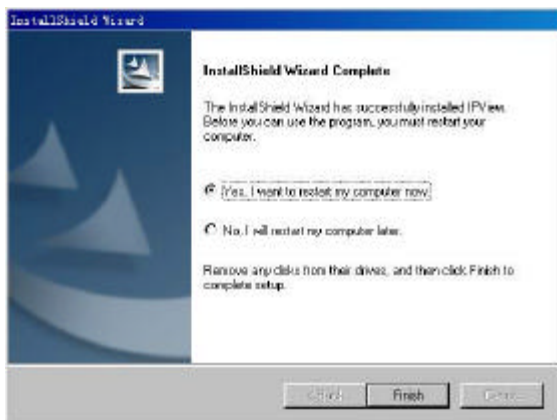 InstallShield Wizard
InstallShield Wizard Complete
The InstallShield Wizard has successfully installed IPView.
Before you can use the program, you must restart your
computer.
Yes, I want to restart my computer now.
No, I will restart my computer later.
Remove any disks from their drives, and then click Finish to
complete setup.
< Back
Finish
Cancel